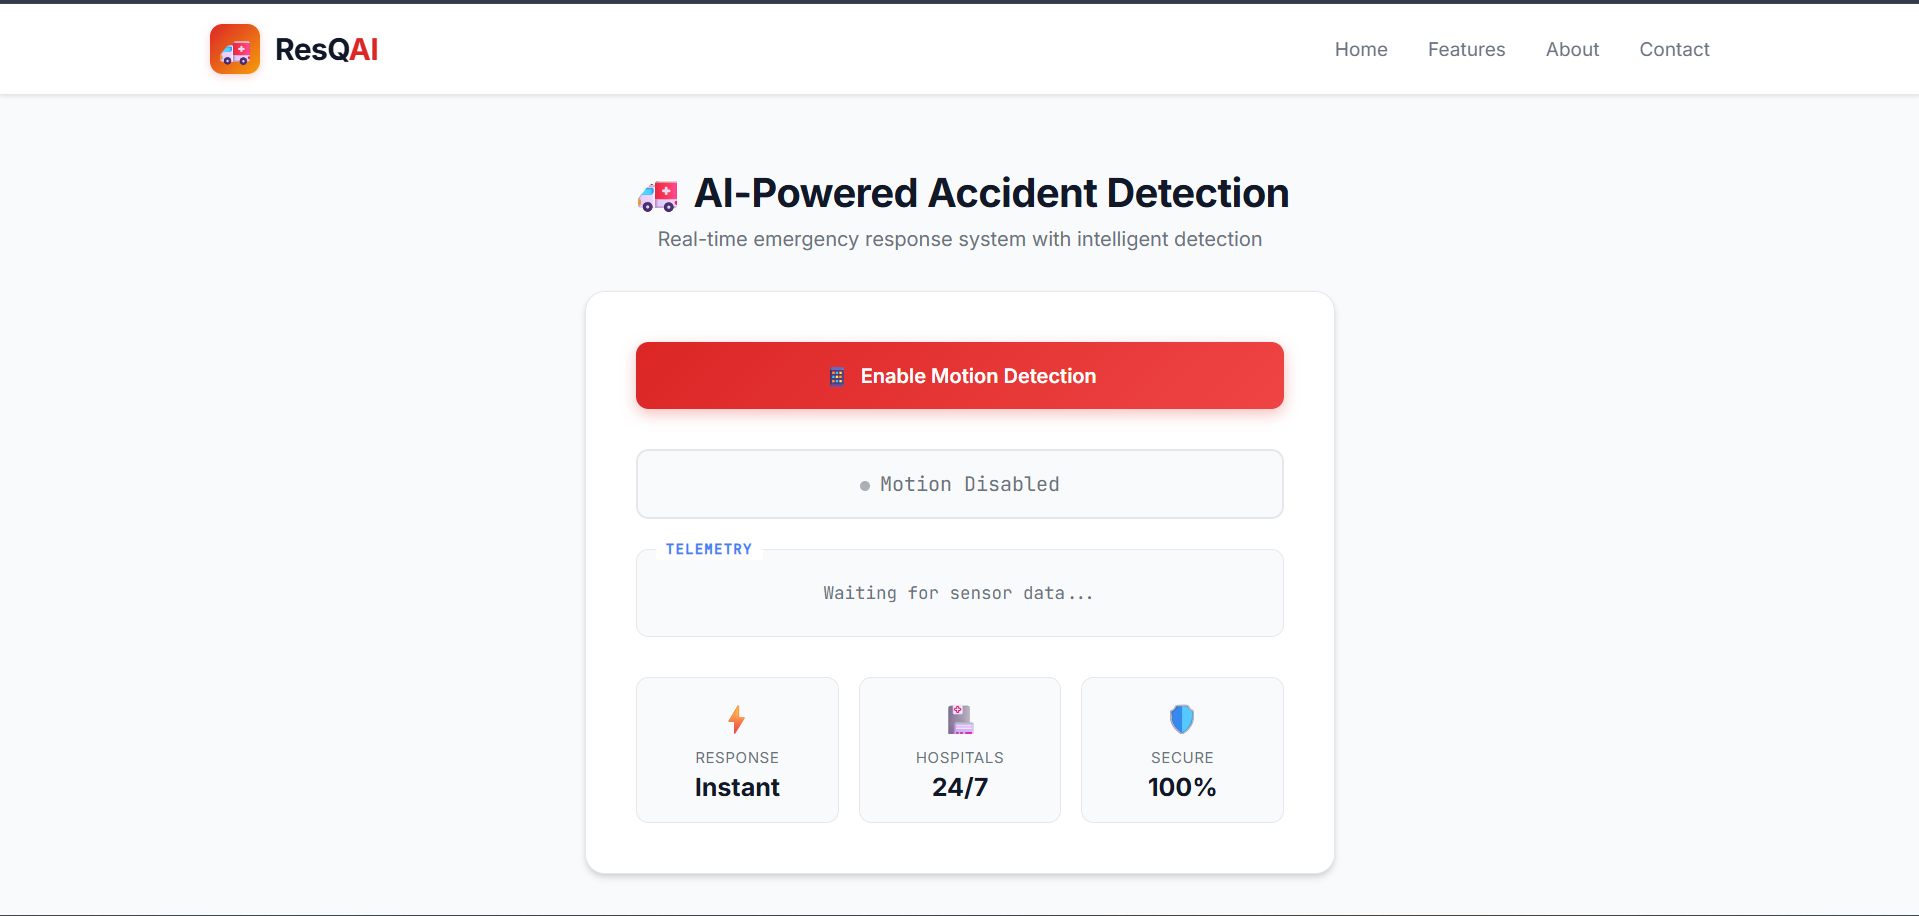 ResQAI
Home Features About Contact
AI-Powered Accident Detection
Real-time emergency response system with intelligent detection
Enable Motion Detection
Motion Disabled
TELEMETRY
Waiting for sensor data...
RESPONSE
Instant
HOSPITALS
24/7
SECURE
100%